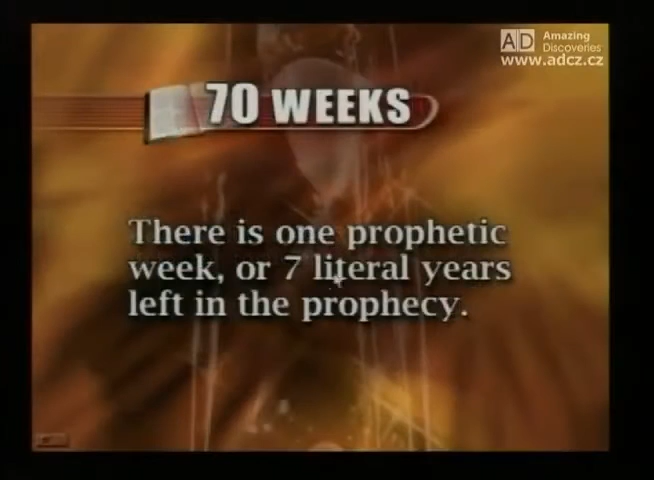 AD Amazing
Discoveries
www.adcz.cz
70 WEEKS
There is one prophetic
week, or 7 literal years
left in the prophecy.